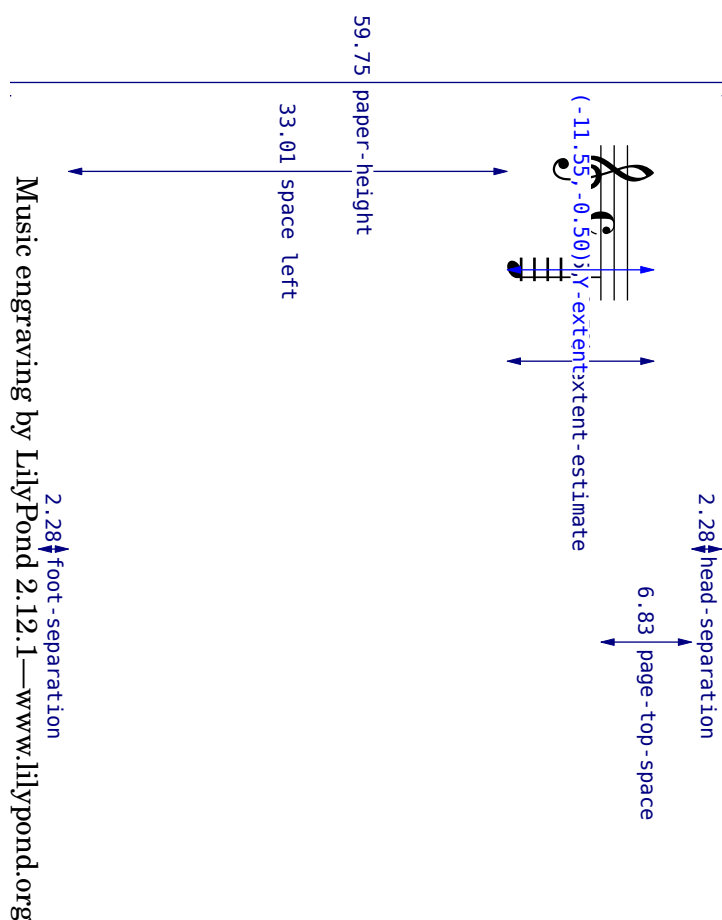 59.75 paper-height
2.28 head-separation
6.83 page-top-space
(-11.55,-0.50)
Y-extent
extent-estimate
33.01 space left
2.28 foot-separation
Music engraving by LilyPond 2.12.1—www.lilypond.org